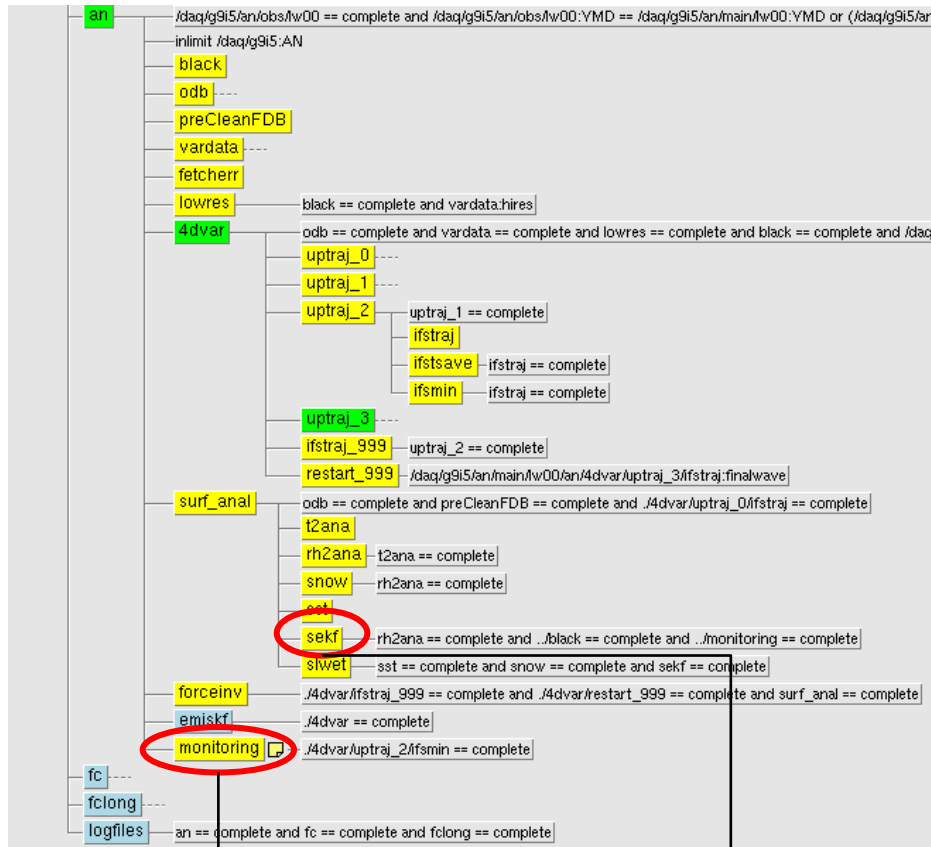 an /daq/g9i5/an/obs/lw00 == complete and /daq/g9i5/an/obs/lw00:YMD == /daq/g9i5/an/main/lw00:YMD or (/daq/g9i5/an
inlimit /daq/g9i5:AN
black
odb
preCleanFDB
vardata
fetcherr
lowres black == complete and vardata:hires
4dvar odb == complete and vardata == complete and lowres == complete and black == complete and /daq
uptraj_0
uptraj_1
uptraj_2 uptraj_1 == complete
ifstraj
ifstsave ifstraj == complete
ifsmin ifstraj == complete
uptraj_3
ifstraj_999 uptraj_2 == complete
restart_999 /daq/g9i5/an/main/lw00/an/4dvar/uptraj_3/ifstraj:finalwave
surf_anal odb == complete and preCleanFDB == complete and ./4dvar/uptraj_0/ifstraj == complete
t2ana
rh2ana t2ana == complete
snow rh2ana == complete
sst
sekf rh2ana == complete and ../black == complete and ../monitoring == complete
slwet sst == complete and snow == complete and sekf == complete
forceinv ./4dvar/ifstraj_999 == complete and ./4dvar/restart_999 == complete and surf_anal == complete
emiskf ./4dvar == complete
monitoring ./4dvar/uptraj_2/ifsmin == complete
fc
fclong
logfiles an == complete and fc == complete and fclong == complete